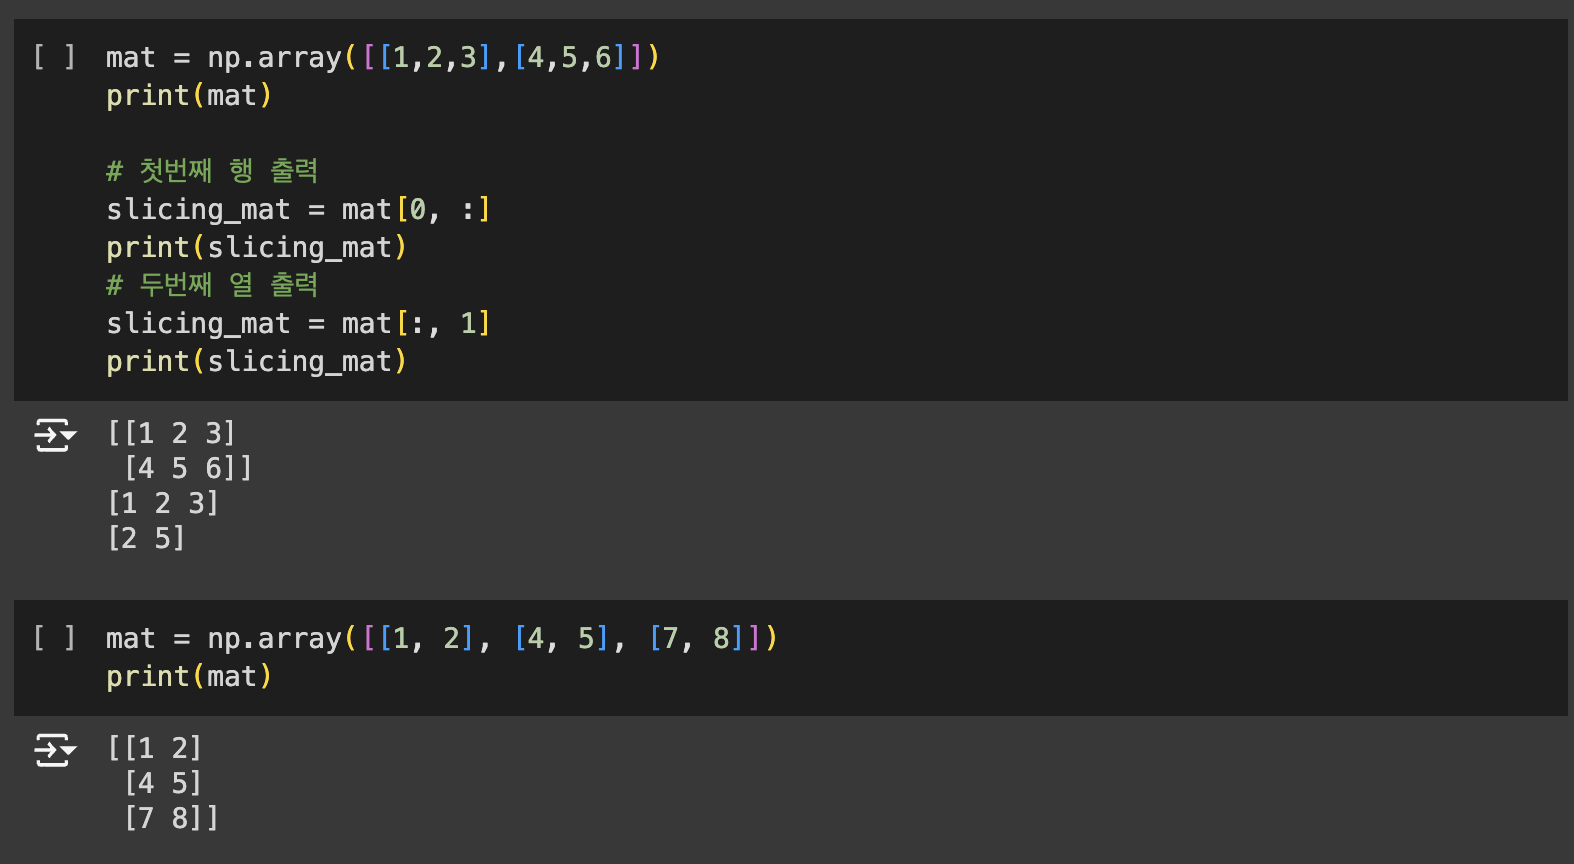 [ ] mat = np.array([[1,2,3],[4,5,6]])
print(mat)
# 첫번째 행 출력
slicing_mat = mat[0, :]
print(slicing_mat)
# 두번째 열 출력
slicing_mat = mat[:, 1]
print(slicing_mat)
[[1 2 3]
 [4 5 6]]
[1 2 3]
[2 5]
[ ] mat = np.array([[1, 2], [4, 5], [7, 8]])
print(mat)
[[1 2]
 [4 5]
 [7 8]]